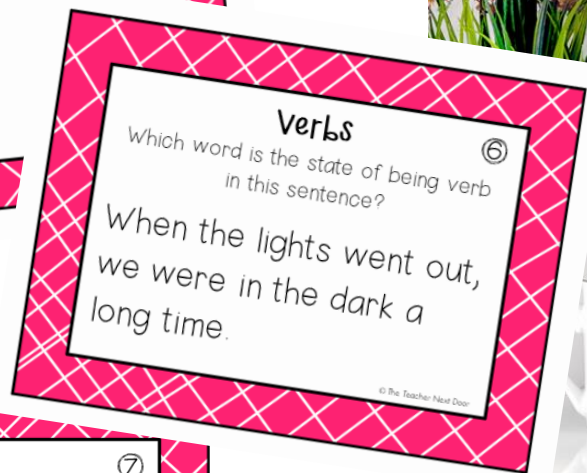 Verbs
6
Which word is the state of being verb
in this sentence?
When the lights went out,
we were in the dark a
long time.
© The Teacher Next Door
7